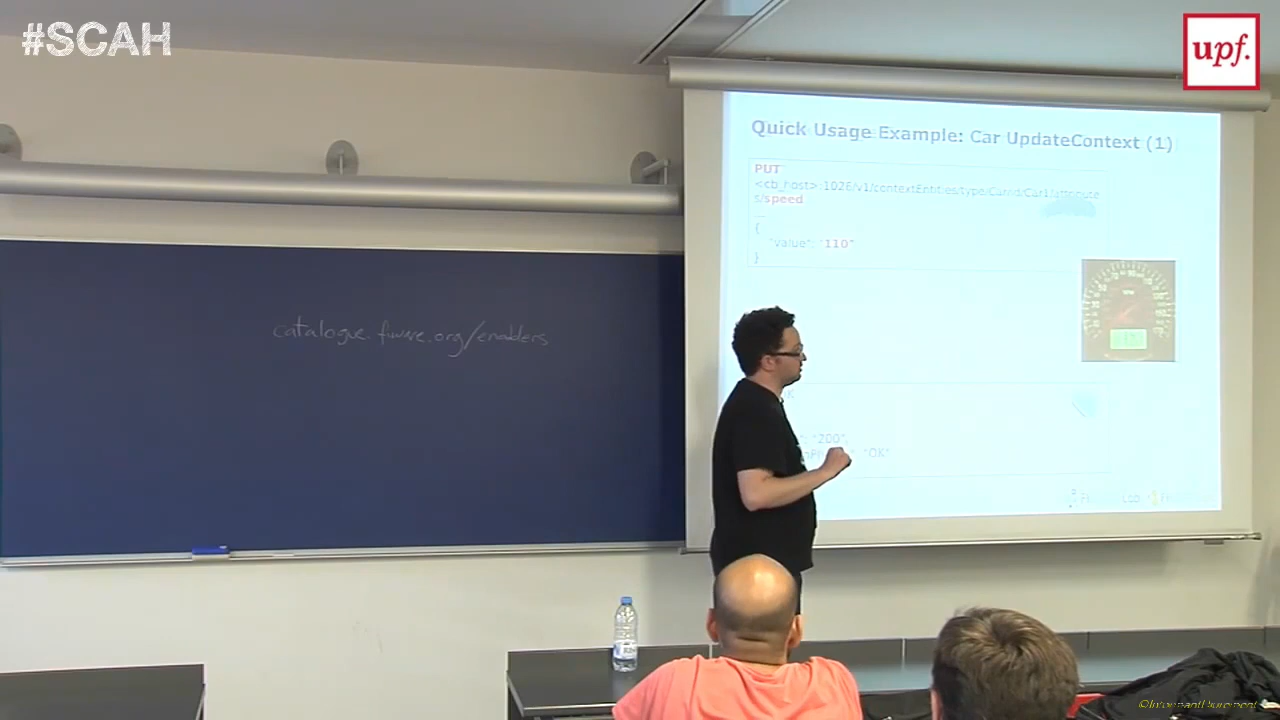 #SCAH
upf.
Quick Usage Example: Car UpdateContext (1)
PUT
<cb_host>:1026/v1/contextEntities/type/Car/id/Car1/attribute
s/speed
...
{
"value": "110"
}
catalogue.fiware.org/enablers
"200",
"OK"